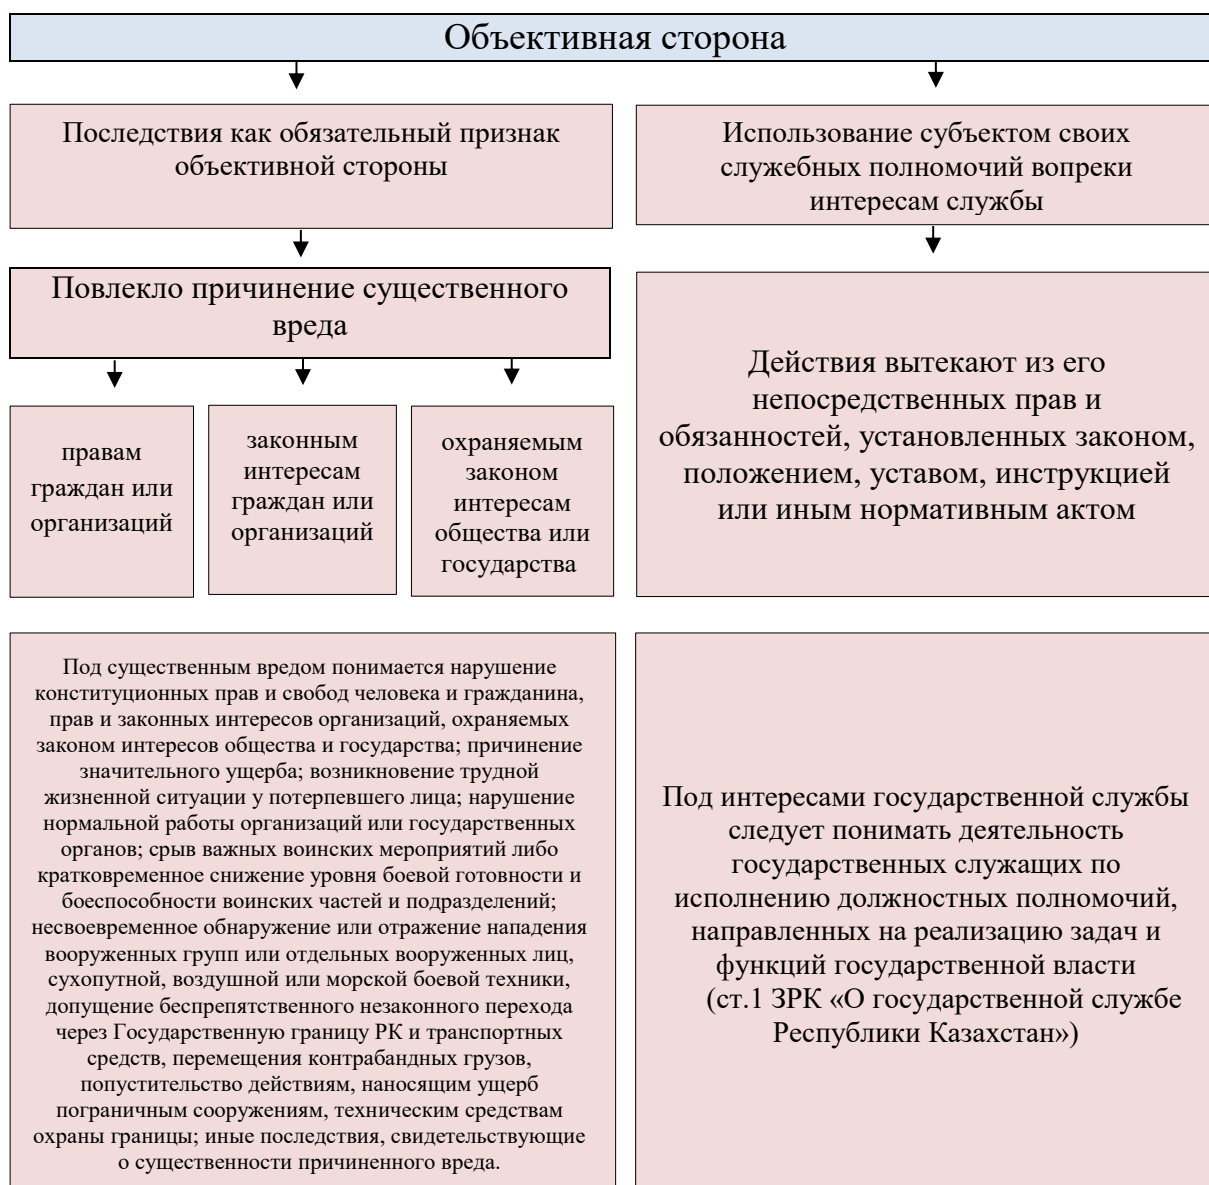 Объективная сторона
Последствия как обязательный признак
объективной стороны
Использование субъектом своих
служебных полномочий вопреки
интересам службы
Повлекло причинение существенного
вреда
Действия вытекают из его
непосредственных прав и
обязанностей, установленных законом,
положением, уставом, инструкцией
или иным нормативным актом
правам
граждан или
организаций
законным
интересам
граждан или
организаций
охраняемым
законом
интересам
общества или
государства
Под существенным вредом понимается нарушение
конституционных прав и свобод человека и гражданина,
прав и законных интересов организаций, охраняемых
законом интересов общества и государства; причинение
значительного ущерба; возникновение трудной
жизненной ситуации у потерпевшего лица; нарушение
нормальной работы организаций или государственных
органов; срыв важных воинских мероприятий либо
кратковременное снижение уровня боевой готовности и
боеспособности воинских частей и подразделений;
несвоевременное обнаружение или отражение нападения
вооруженных групп или отдельных вооруженных лиц,
сухопутной, воздушной или морской боевой техники,
допущение беспрепятственного незаконного перехода
через Государственную границу РК и транспортных
средств, перемещения контрабандных грузов,
попустительство действиям, наносящим ущерб
пограничным сооружениям, техническим средствам
охраны границы; иные последствия, свидетельствующие
о существенности причиненного вреда.
Под интересами государственной службы
следует понимать деятельность
государственных служащих по
исполнению должностных полномочий,
направленных на реализацию задач и
функций государственной власти
(ст.1 ЗРК «О государственной службе
Республики Казахстан»)